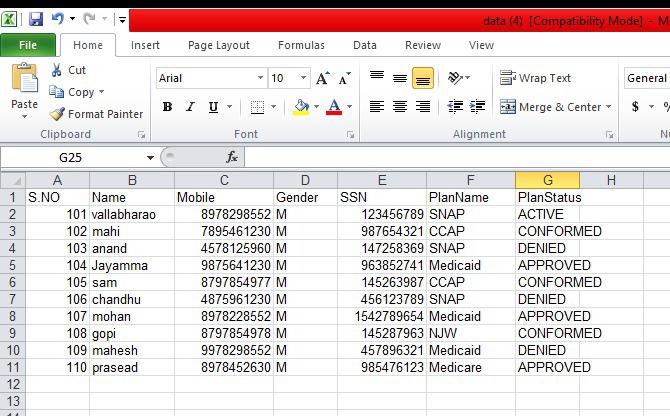 data (4) [Compatibility Mode] - M
File Home Insert Page Layout Formulas Data Review View
Cut
Copy
Format Painter
Paste
Clipboard
Arial 10 A A
B I U A
Font
Wrap Text
Merge & Center
Alignment
General
$ %
Nu
G25 fx
A B C D E F G H
1 S.NO Name Mobile Gender SSN PlanName PlanStatus
2 101 vallabharao 8978298552 M 123456789 SNAP ACTIVE
3 102 mahi 7895461230 M 987654321 CCAP CONFORMED
4 103 anand 4578125960 M 147258369 SNAP DENIED
5 104 Jayamma 9875641230 M 963852741 Medicaid APPROVED
6 105 sam 8797854977 M 145263987 CCAP CONFORMED
7 106 chandhu 4875961230 M 456123789 SNAP DENIED
8 107 mohan 8978228552 M 1542789654 Medicaid APPROVED
9 108 gopi 8797854978 M 145287963 NJW CONFORMED
10 109 mahesh 9978298552 M 457896321 Medicaid DENIED
11 110 prasead 8978452630 M 985476123 Medicare APPROVED
12
13